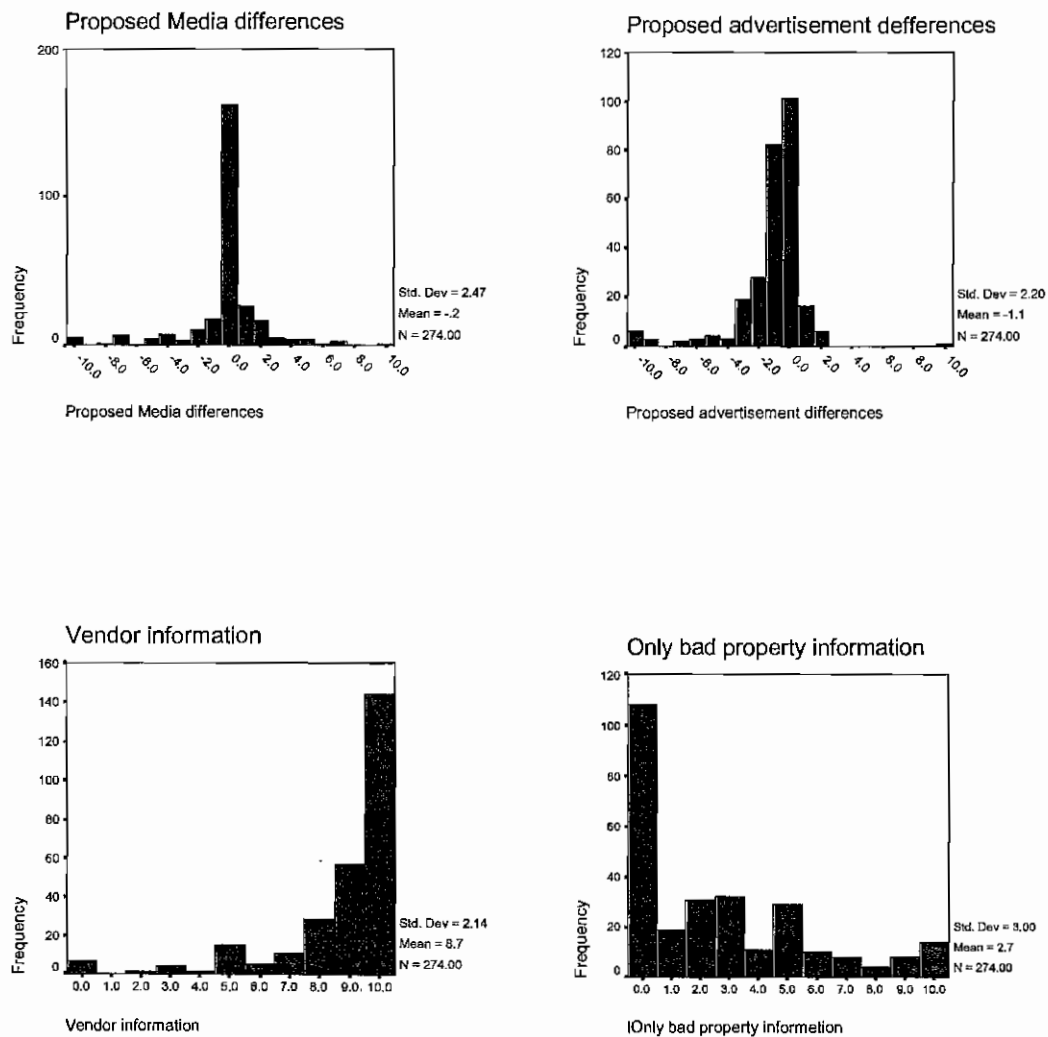 Proposed Media differences
200
100
0
Frequency
-10.0 -8.0 -6.0 -4.0 -2.0 0.0 2.0 4.0 6.0 8.0 10.0
Std. Dev = 2.47
Mean = -.2
N = 274.00
Proposed Media differences
Proposed advertisement defferences
120
100
80
60
40
20
0
Frequency
-10.0 -8.0 -6.0 -4.0 -2.0 0.0 2.0 4.0 6.0 8.0 10.0
Std. Dev = 2.20
Mean = -1.1
N = 274.00
Proposed advertisement differences
Vendor information
160
140
120
100
80
60
40
20
0
Frequency
0.0 1.0 2.0 3.0 4.0 5.0 6.0 7.0 8.0 9.0 10.0
Std. Dev = 2.14
Mean = 8.7
N = 274.00
Vendor information
Only bad property information
120
100
80
60
40
20
0
Frequency
0.0 1.0 2.0 3.0 4.0 5.0 6.0 7.0 8.0 9.0 10.0
Std. Dev = 3.00
Mean = 2.7
N = 274.00
IOnly bad property informetion